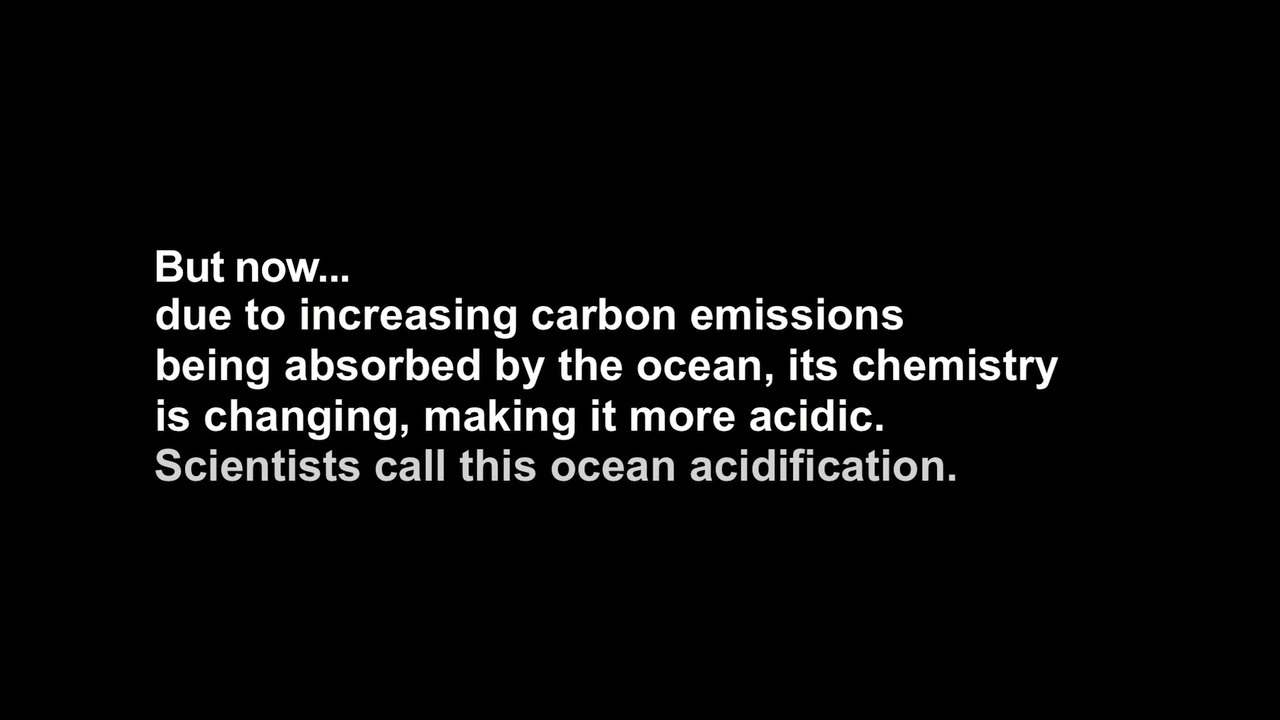 But now...
due to increasing carbon emissions
being absorbed by the ocean, its chemistry
is changing, making it more acidic.
Scientists call this ocean acidification.